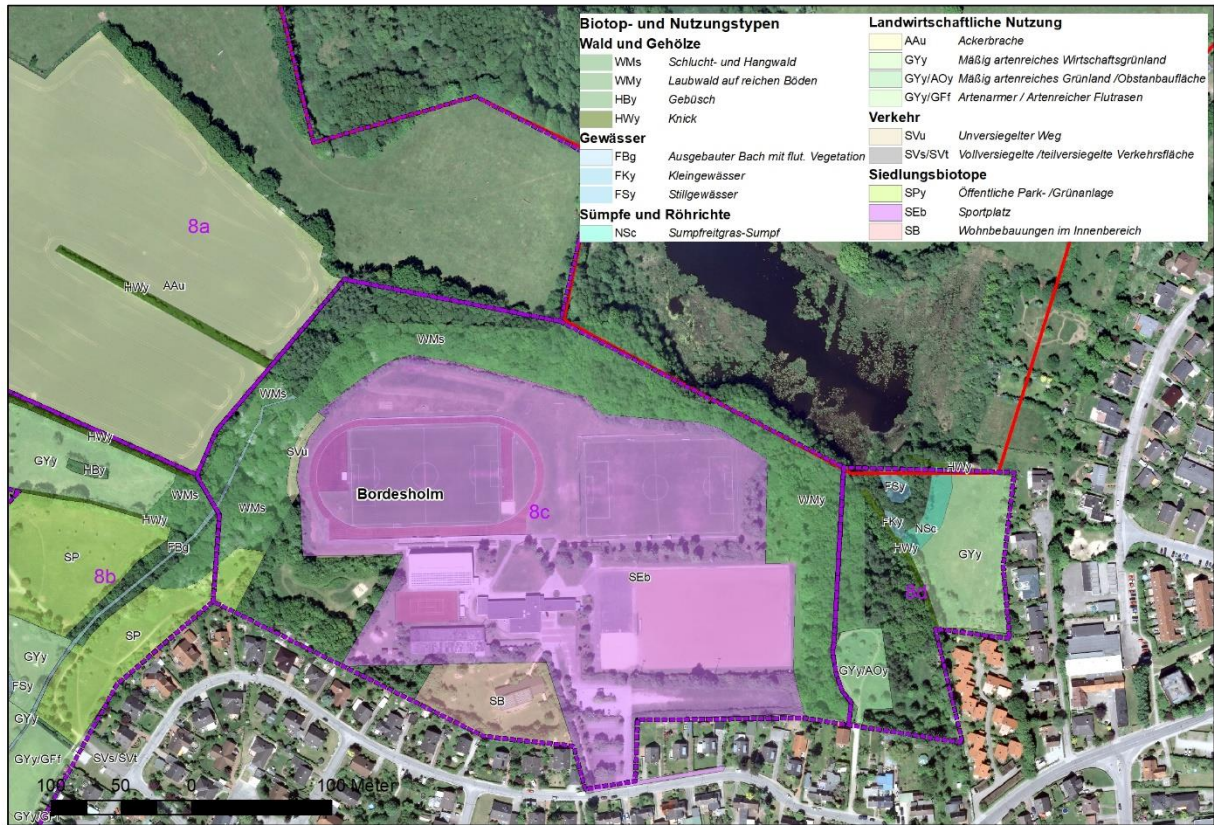 Biotop- und Nutzungstypen
Wald und Gehölze
WMs Schlucht- und Hangwald
WMy Laubwald auf reichen Böden
HBy Gebüsch
HWy Knick
Gewässer
FBg Ausgebauter Bach mit flut. Vegetation
FKy Kleingewässer
FSy Stillgewässer
Sümpfe und Röhrichte
NSc Sumpfreitgras-Sumpf
Landwirtschaftliche Nutzung
AAu Ackerbrache
GYy Mäßig artenreiches Wirtschaftsgrünland
GYy/AOy Mäßig artenreiches Grünland /Obstanbaufläche
GYy/GFf Artenarmer / Artenreicher Flutrasen
Verkehr
SVu Unversiegelter Weg
SVs/SVt Vollversiegelte /teilversiegelte Verkehrsfläche
Siedlungsbiotope
SPy Öffentliche Park- /Grünanlage
SEb Sportplatz
SB Wohnbebauungen im Innenbereich
8a
HWy
AAu
WMs
WMs
HWy
GYy
HBy
SVu
WMs
WMs
HWy
Bordesholm
8c
WMy
HWy
FSy
FKy
NSc
HWy
GYy
8d
SP
FBg
8b
SEb
SP
GYy
FSy
GYy
SB
GYy/AOy
GYy/GFf
SVs/SVt
100 50 0 100 Meter
GYy/GFf